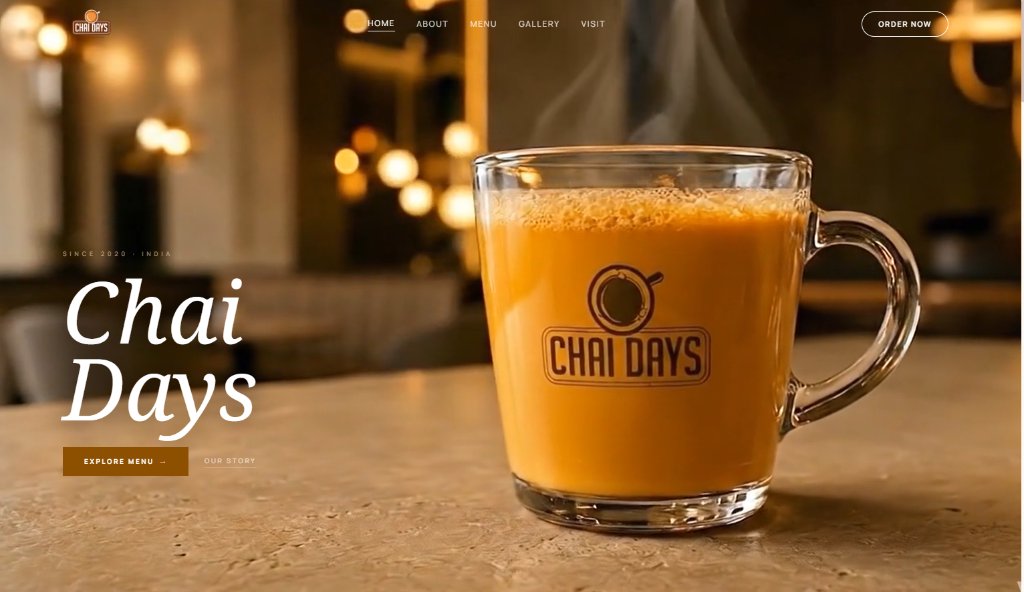 CHAI DAYS
HOME
ABOUT
MENU
GALLERY
VISIT
ORDER NOW
SINCE 2020 · INDIA
Chai
Days
EXPLORE MENU →
OUR STORY
CHAI DAYS